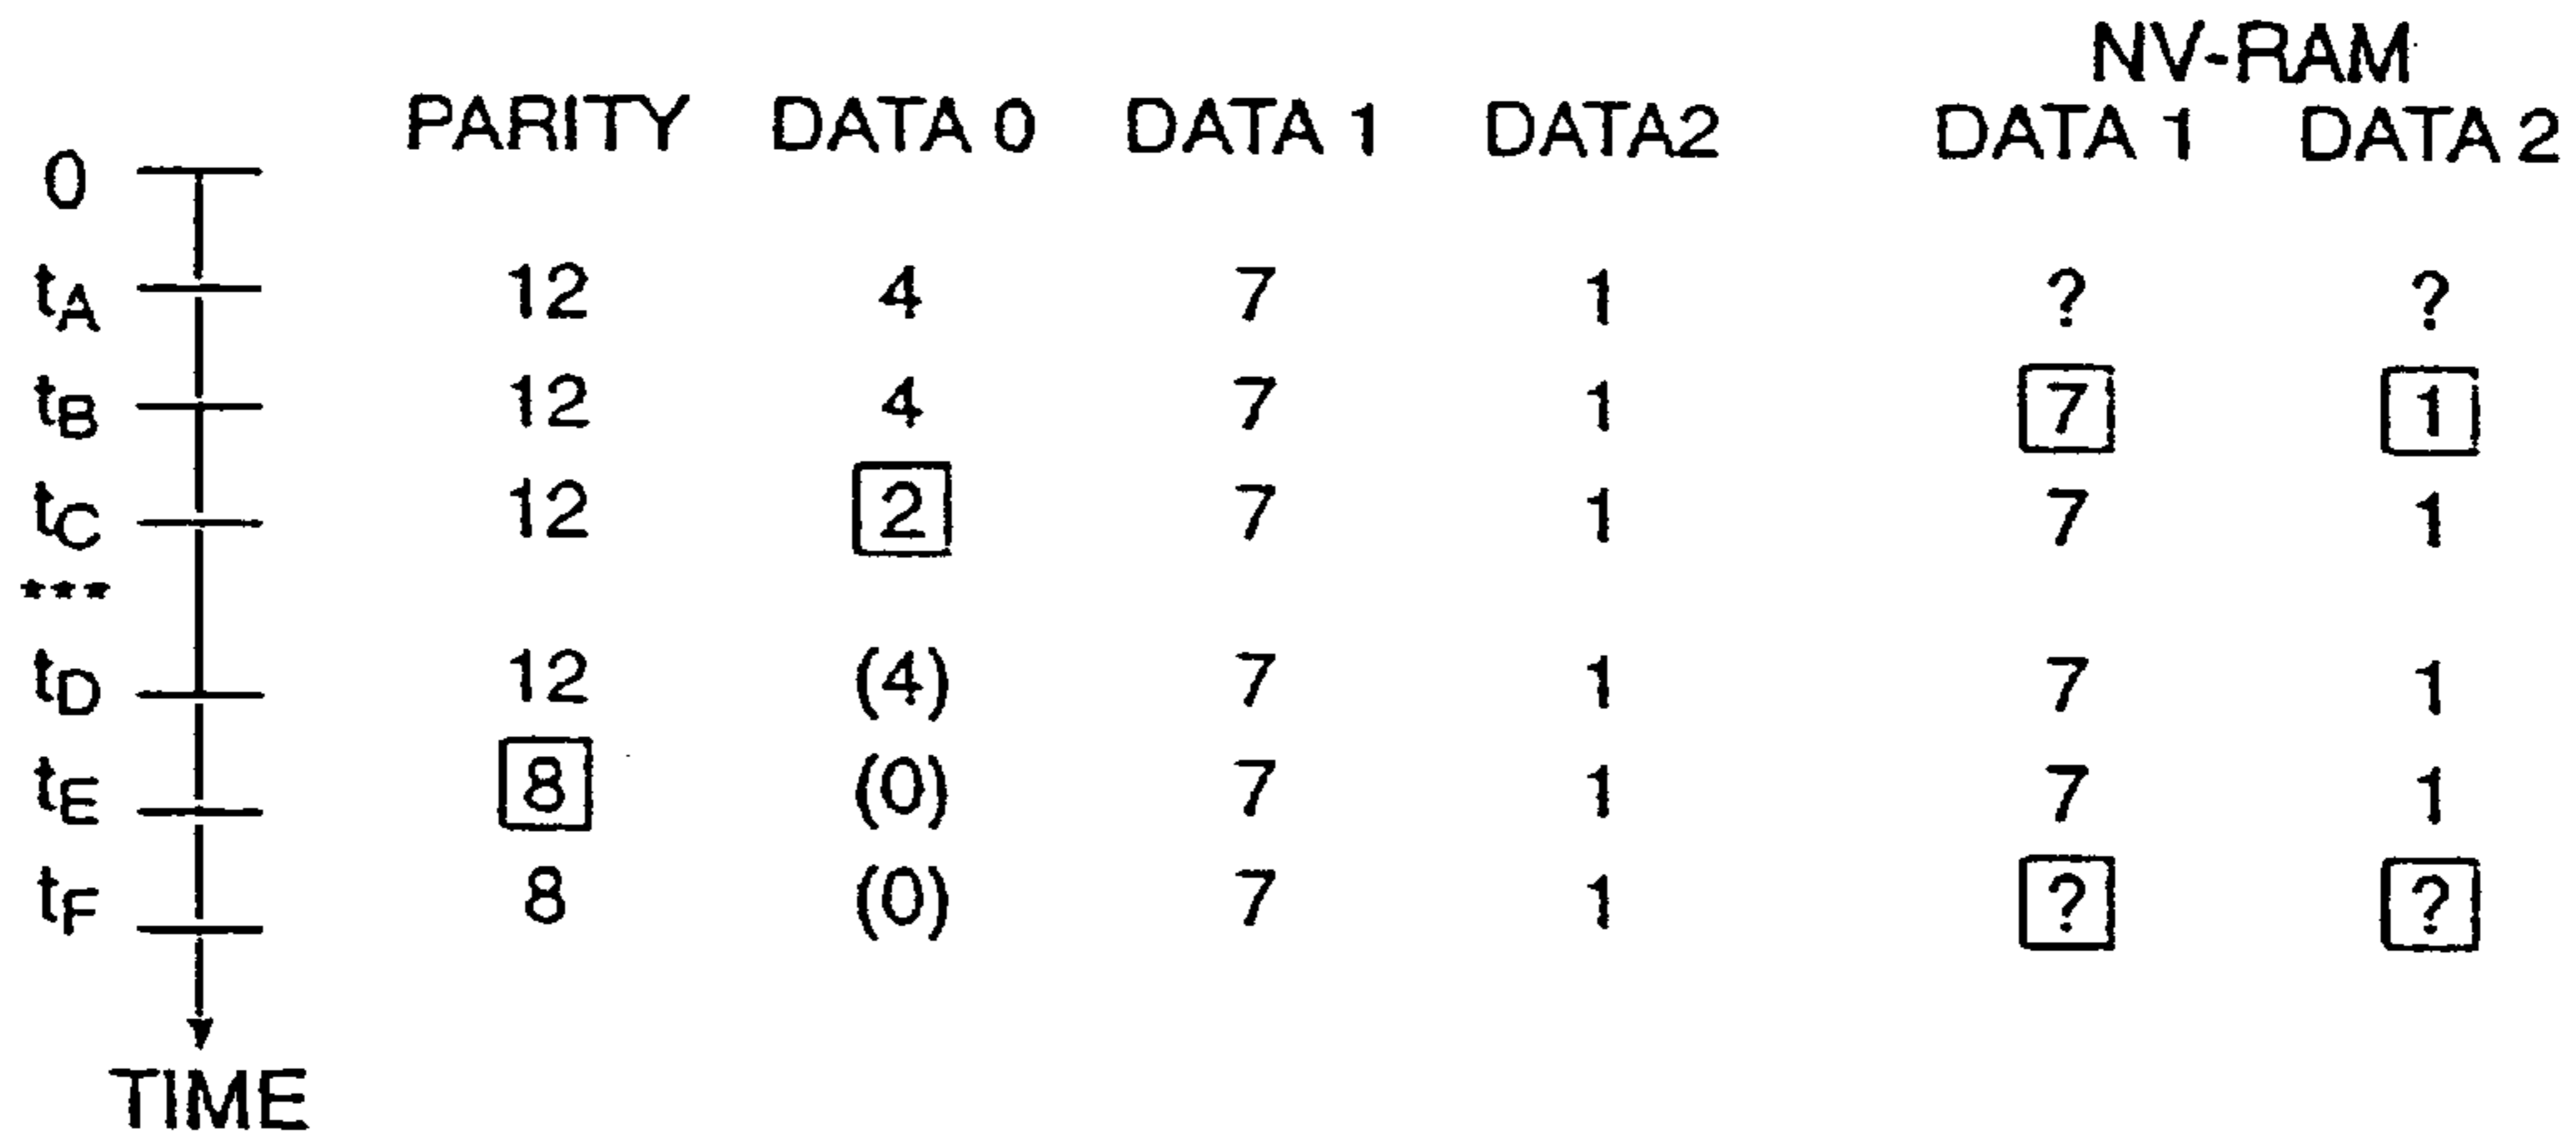 NV-RAM
PARITY DATA 0 DATA 1 DATA2 DATA 1 DATA 2
0
tA 12 4 7 1 ? ?
tB 12 4 7 1 7 1
tC 12 2 7 1 7 1
***
tD 12 (4) 7 1 7 1
tE 8 (0) 7 1 7 1
tF 8 (0) 7 1 ? ?
TIME